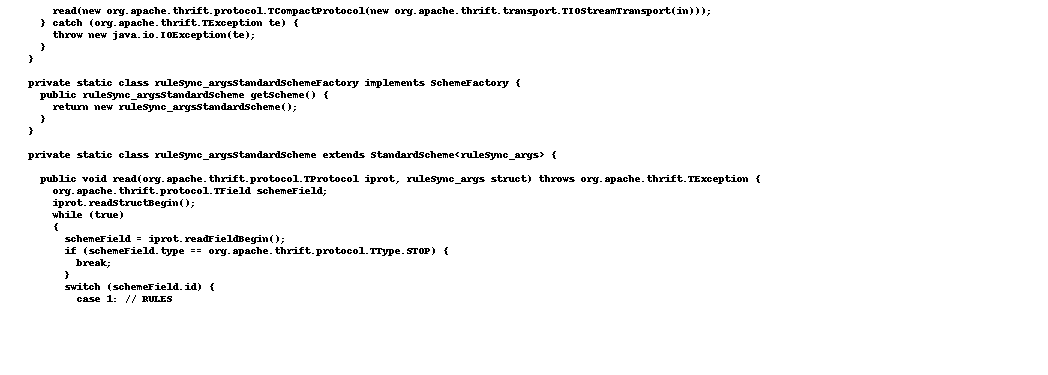 read(new org.apache.thrift.protocol.TCompactProtocol(new org.apache.thrift.transport.TIOStreamTransport(in)));
} catch (org.apache.thrift.TException te) {
throw new java.io.IOException(te);
}
}
private static class ruleSync_argsStandardSchemeFactory implements SchemeFactory {
public ruleSync_argsStandardScheme getScheme() {
return new ruleSync_argsStandardScheme();
}
}
private static class ruleSync_argsStandardScheme extends StandardScheme<ruleSync_args> {
public void read(org.apache.thrift.protocol.TProtocol iprot, ruleSync_args struct) throws org.apache.thrift.TException {
org.apache.thrift.protocol.TField schemeField;
iprot.readStructBegin();
while (true)
{
schemeField = iprot.readFieldBegin();
if (schemeField.type == org.apache.thrift.protocol.TType.STOP) {
break;
}
switch (schemeField.id) {
case 1: // RULES